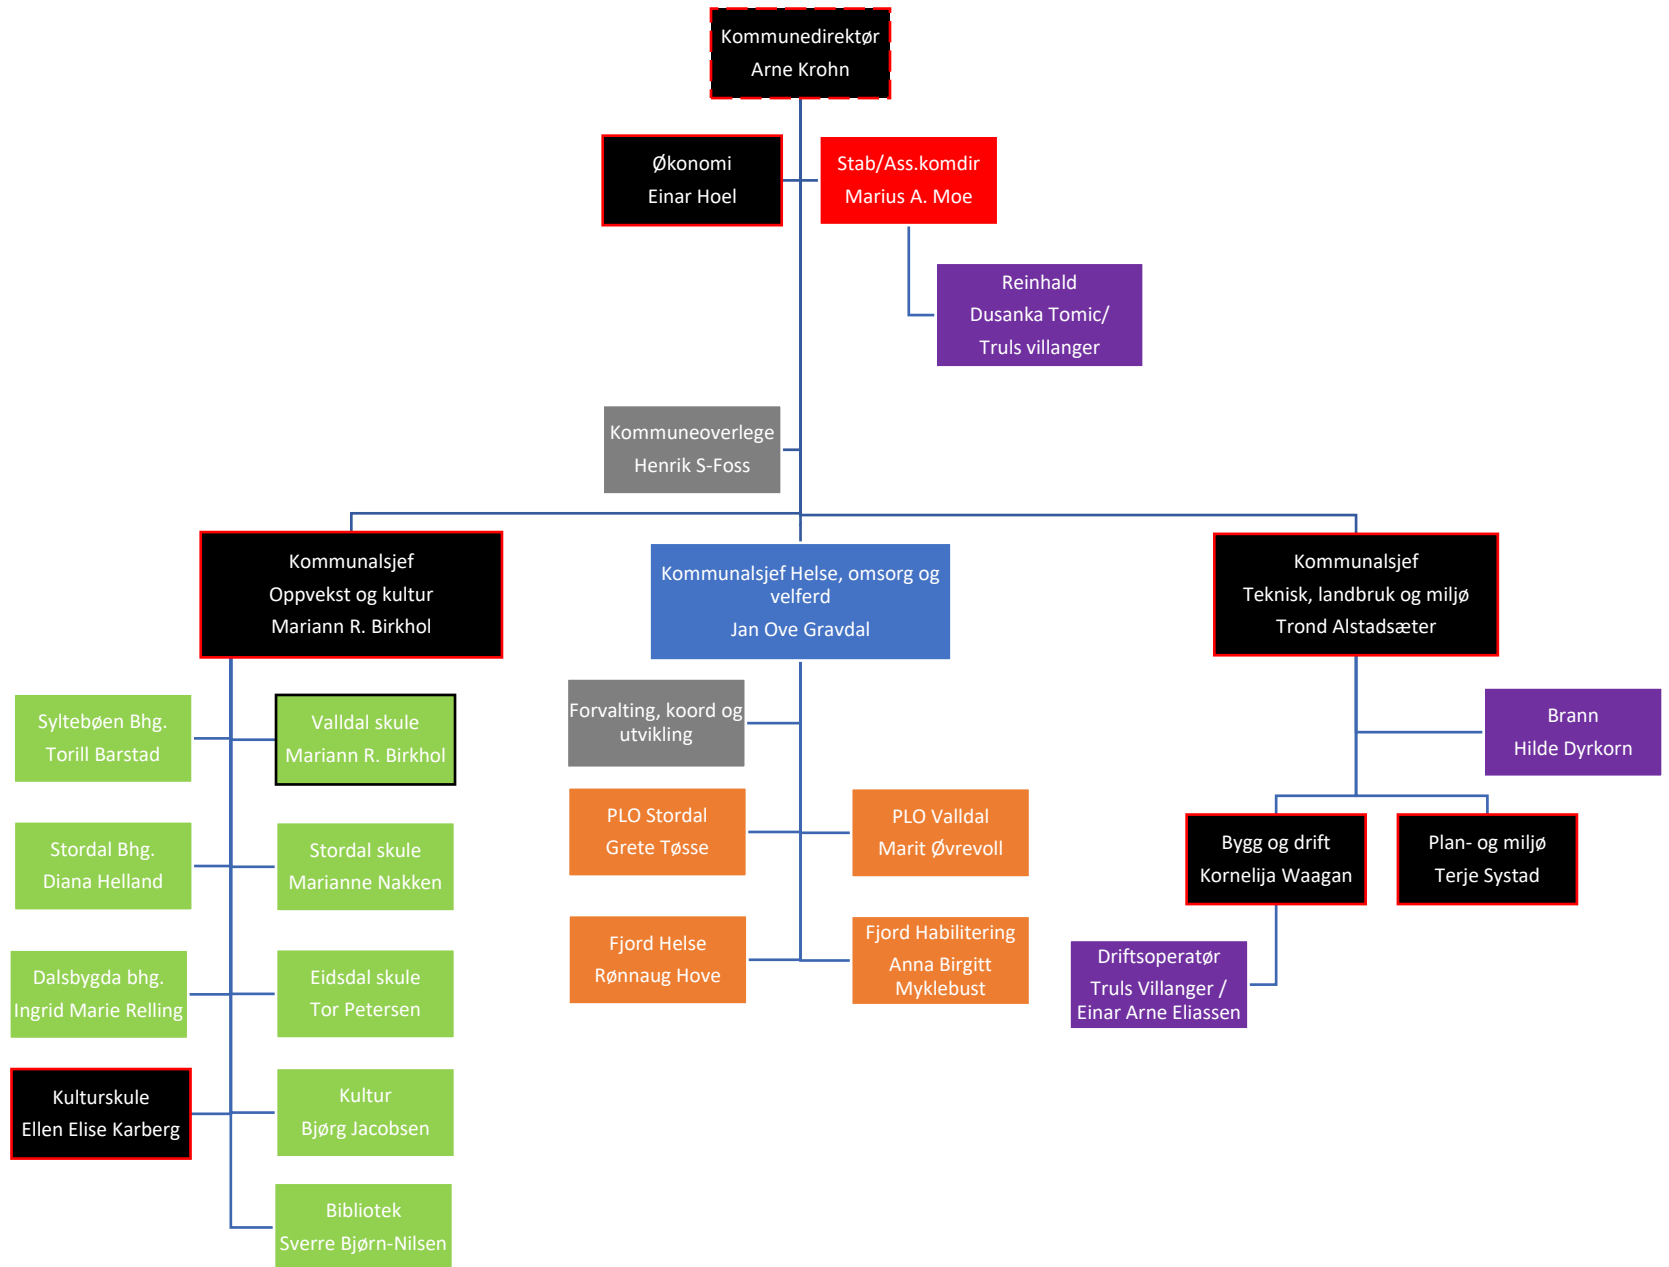 Kommunedirektør
Arne Krohn
Økonomi
Einar Hoel
Stab/Ass.komdir
Marius A. Moe
Reinhald
Dusanka Tomic/
Truls villanger
Kommuneoverlege
Henrik S-Foss
Kommunalsjef
Oppvekst og kultur
Mariann R. Birkhol
Kommunalsjef Helse, omsorg og
velferd
Jan Ove Gravdal
Kommunalsjef
Teknisk, landbruk og miljø
Trond Alstadsæter
Syltebøen Bhg.
Torill Barstad
Valldal skule
Mariann R. Birkhol
Stordal Bhg.
Diana Helland
Stordal skule
Marianne Nakken
Dalsbygda bhg.
Ingrid Marie Relling
Eidsdal skule
Tor Petersen
Kulturskule
Ellen Elise Karberg
Kultur
Bjørg Jacobsen
Bibliotek
Sverre Bjørn-Nilsen
Forvalting, koord og
utvikling
PLO Stordal
Grete Tøsse
PLO Valldal
Marit Øvrevoll
Fjord Helse
Rønnaug Hove
Fjord Habilitering
Anna Birgitt
Myklebust
Brann
Hilde Dyrkorn
Bygg og drift
Kornelija Waagan
Plan- og miljø
Terje Systad
Driftsoperatør
Truls Villanger /
Einar Arne Eliassen